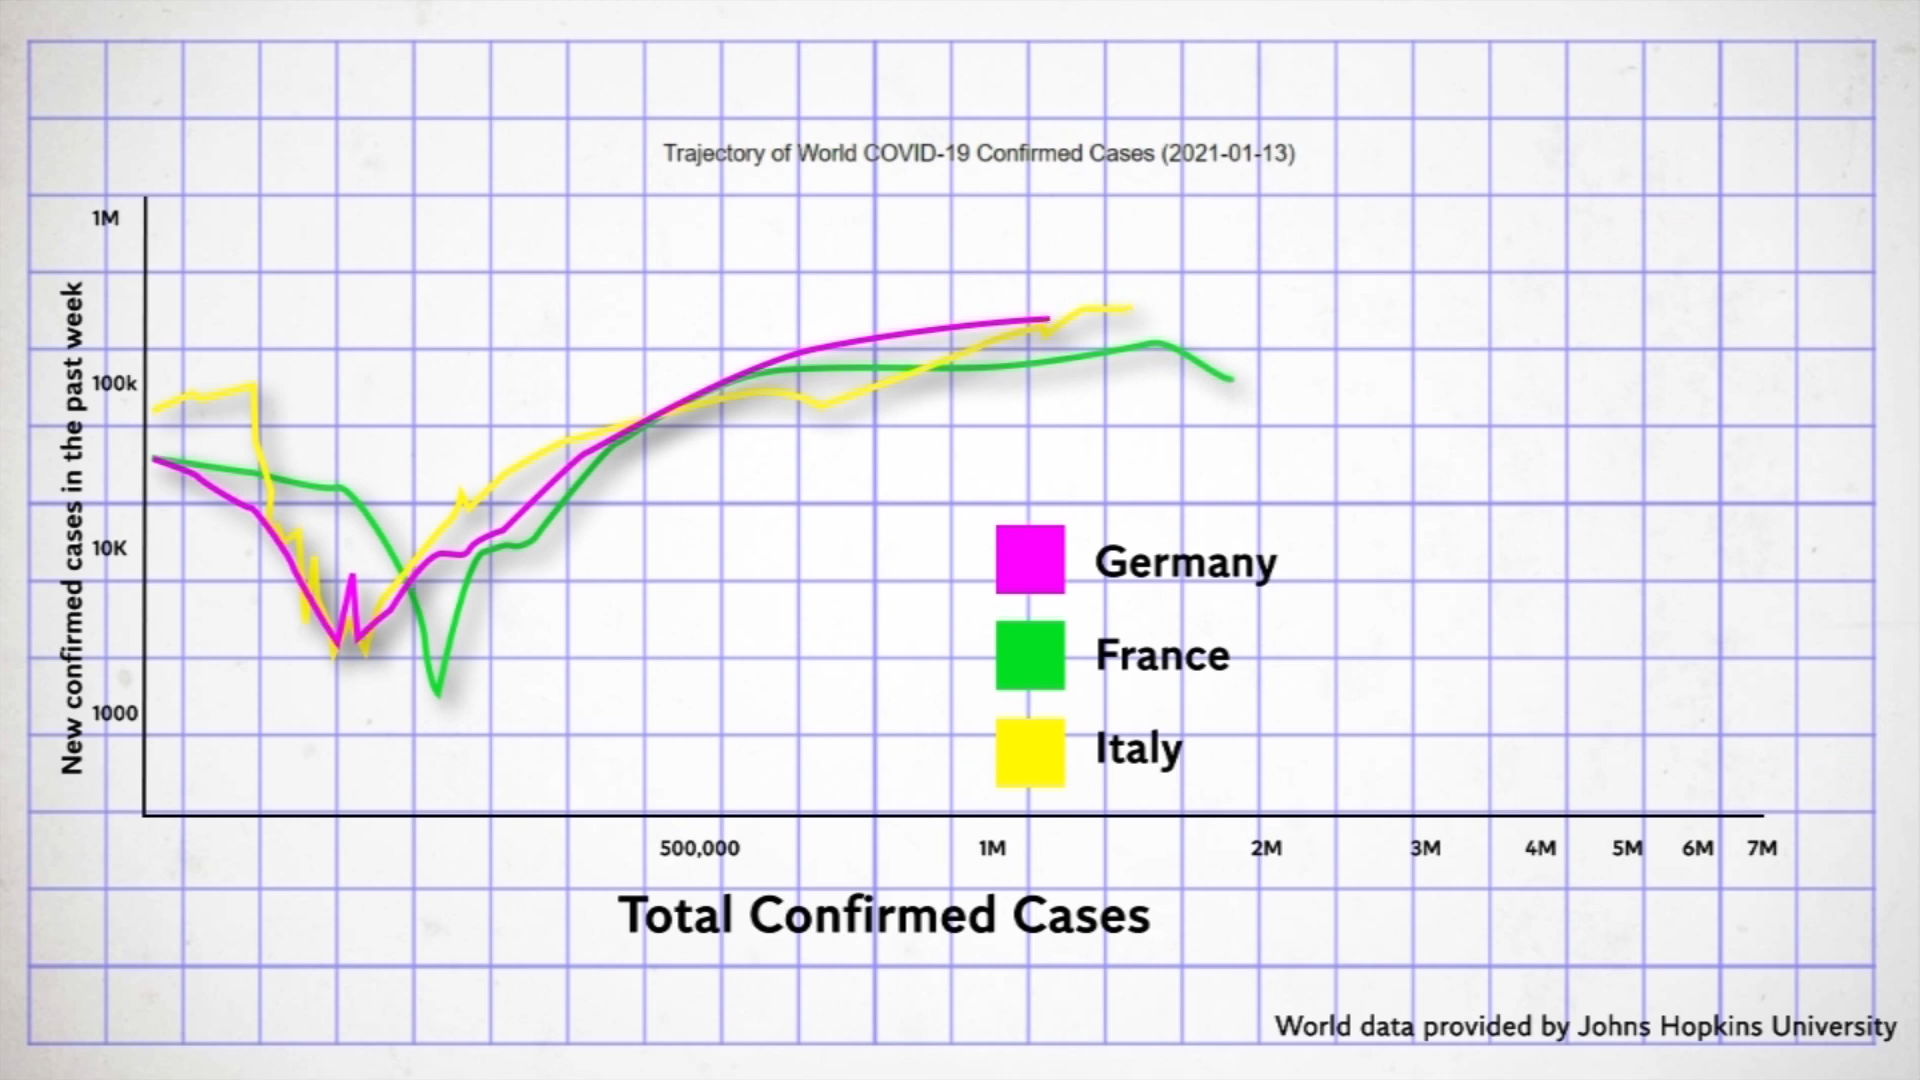 Trajectory of World COVID-19 Confirmed Cases (2021-01-13)
New confirmed cases in the past week
1M
100k
10K
1000
Germany
France
Italy
500,000 1M 2M 3M 4M 5M 6M 7M
Total Confirmed Cases
World data provided by Johns Hopkins University